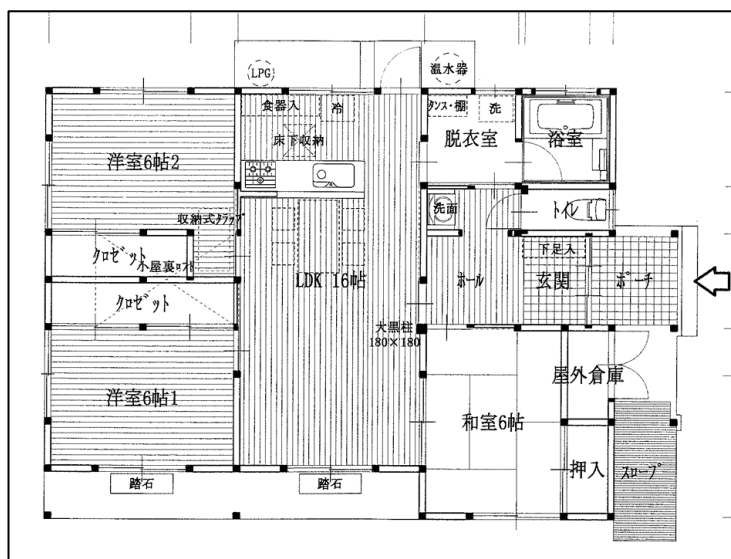 LPG
温水器
食器入
冷
タンス・棚
洗
床下収納
脱衣室
浴室
洋室6帖2
収納式タラップ
洗面
トイレ
クロゼット
小屋裏ロフト
LDK 16帖
ホール
下足入
玄関
ポーチ
クロゼット
大黒柱
180×180
洋室6帖1
和室6帖
屋外倉庫
押入
スロープ
踏石
踏石